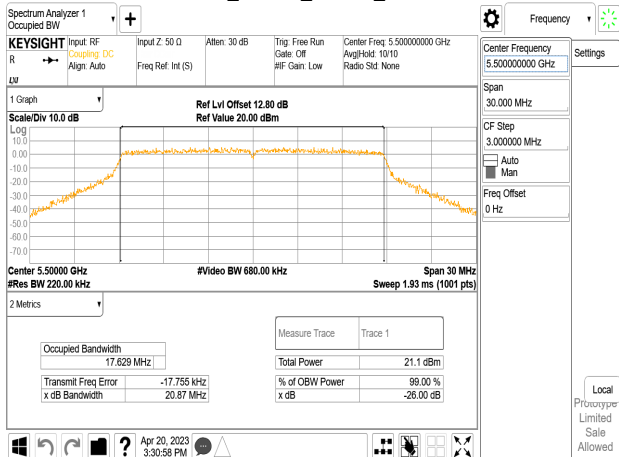 Spectrum Analyzer 1
Occupied BW
Frequency
KEYSIGHT
Input: RF
Coupling: DC
Align: Auto
Input Z: 50 Ω
Freq Ref: Int (S)
Atten: 30 dB
Trig: Free Run
Gate: Off
#IF Gain: Low
Center Freq: 5.500000000 GHz
Avg|Hold: 10/10
Radio Std: None
R
LXI
Center Frequency
5.500000000 GHz
Settings
Span
30.000 MHz
CF Step
3.000000 MHz
Auto
Man
Freq Offset
0 Hz
1 Graph
Scale/Div 10.0 dB
Ref Lvl Offset 12.80 dB
Ref Value 20.00 dBm
Log
10.0
0.00
-10.0
-20.0
-30.0
-40.0
-50.0
-60.0
-70.0
Center 5.50000 GHz
#Video BW 680.00 kHz
Span 30 MHz
#Res BW 220.00 kHz
Sweep 1.93 ms (1001 pts)
2 Metrics
Measure Trace
Trace 1
Occupied Bandwidth
17.629 MHz
Total Power
21.1 dBm
Transmit Freq Error
-17.755 kHz
% of OBW Power
99.00 %
x dB Bandwidth
20.87 MHz
x dB
-26.00 dB
Local
Prototype
Limited
Sale
Allowed
?
Apr 20, 2023
3:30:58 PM